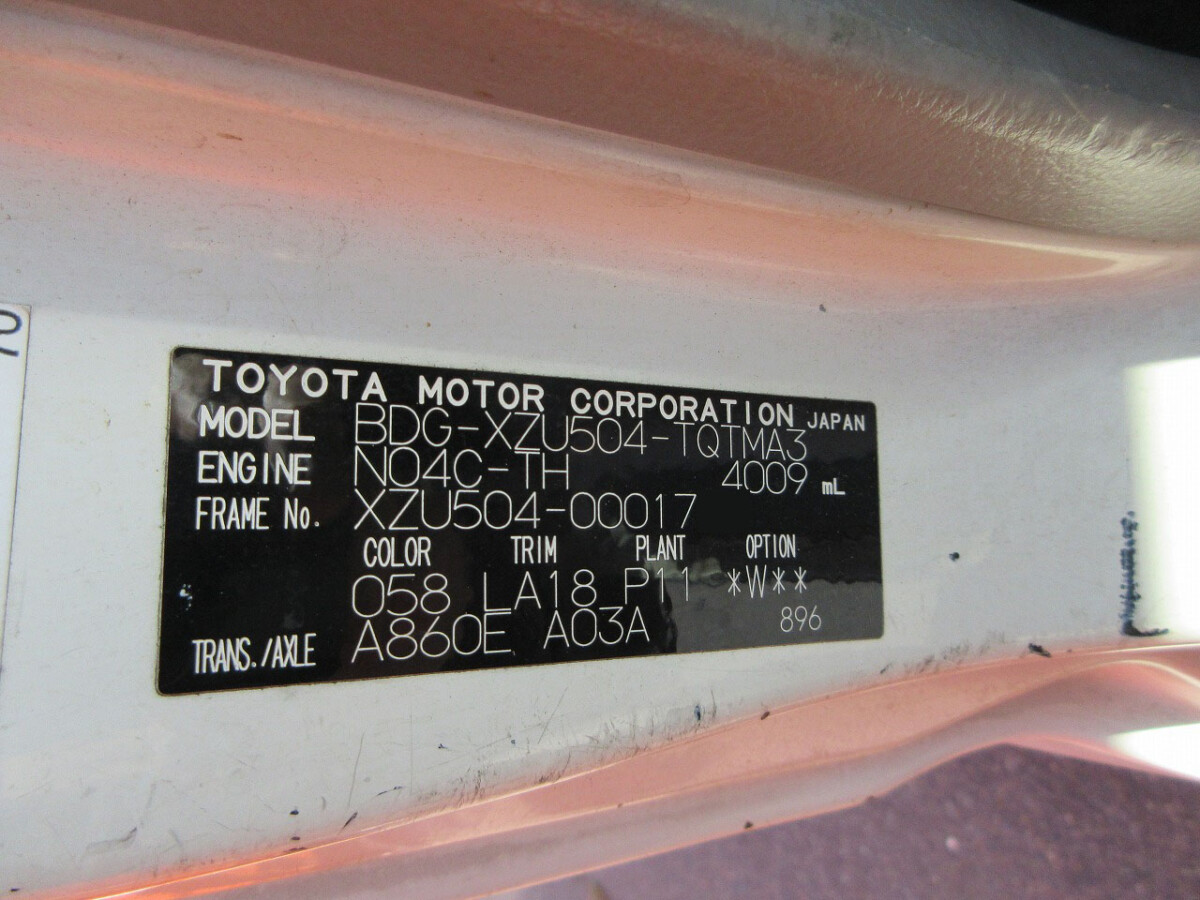 TOYOTA MOTOR CORPORATION JAPAN
MODEL BDG-XZU504-TQTMA3
ENGINE N04C-TH 4009 mL
FRAME No. XZU504-00017
COLOR TRIM PLANT OPTION
058 LA18 P11 *W**
TRANS./AXLE A860E A03A 896